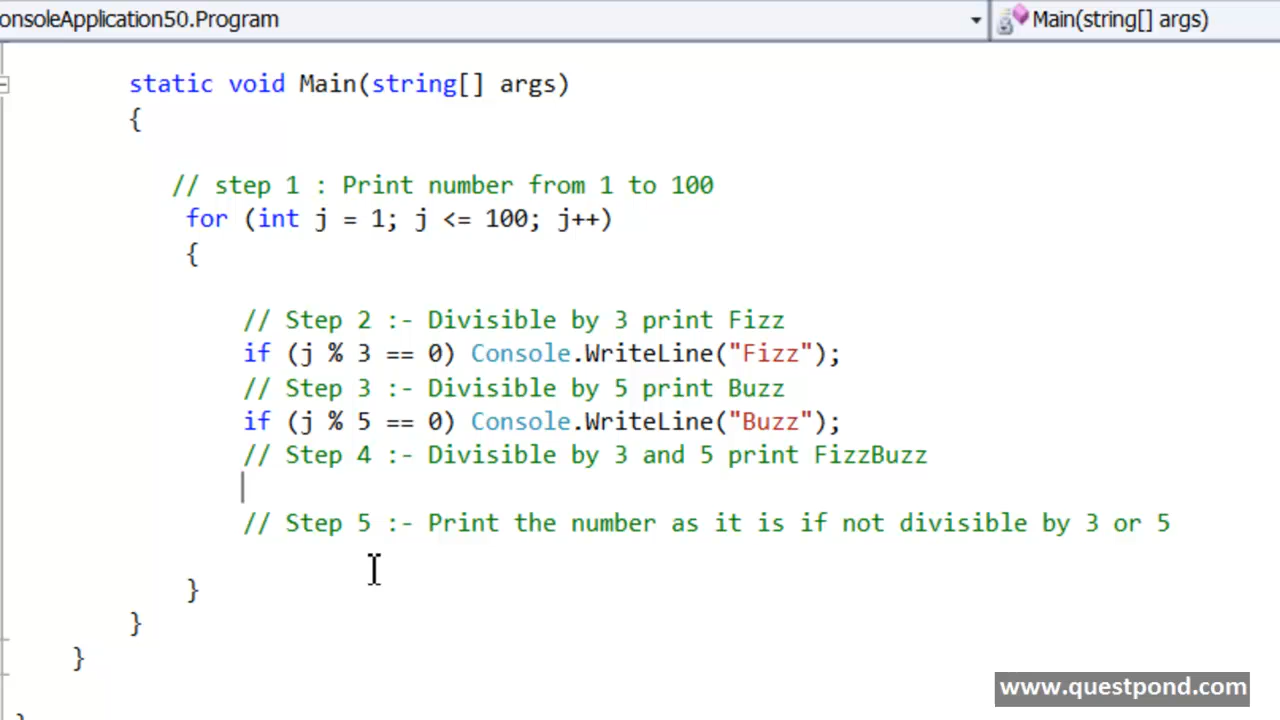 onsoleApplication50.Program
Main(string[] args)
static void Main(string[] args)
{
// step 1 : Print number from 1 to 100
for (int j = 1; j <= 100; j++)
{
// Step 2 :- Divisible by 3 print Fizz
if (j % 3 == 0) Console.WriteLine("Fizz");
// Step 3 :- Divisible by 5 print Buzz
if (j % 5 == 0) Console.WriteLine("Buzz");
// Step 4 :- Divisible by 3 and 5 print FizzBuzz
// Step 5 :- Print the number as it is if not divisible by 3 or 5
}
}
}
www.questpond.com